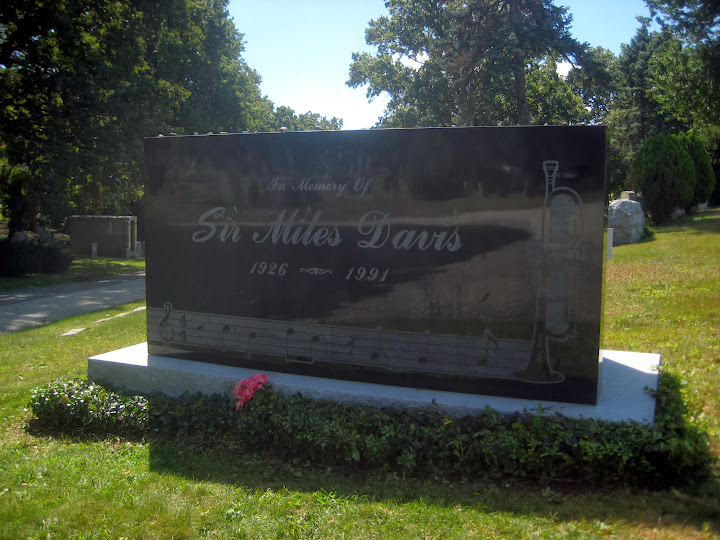 In Memory Of
Sir Miles Davis
1926 ~ 1991